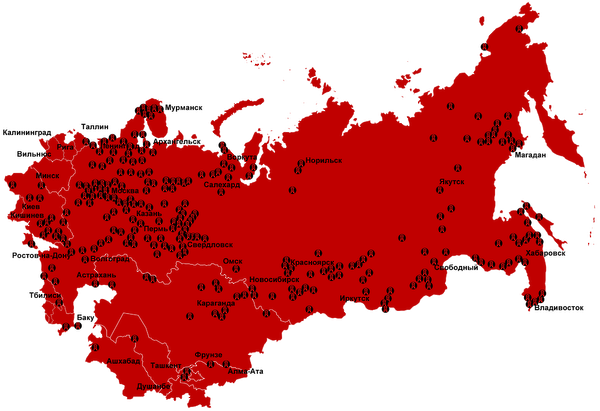 Мурманск
Таллин
Калининград
Рига
Ленинград
Архангельск
Вильнюс
Воркута
Норильск
Магадан
Минск
Салехард
Якутск
Москва
Киев
Казань
Кишинев
Пермь
Свердловск
Ростов-на-Дону
Волгоград
Хабаровск
Омск
Красноярск
Свободный
Астрахань
Новосибирск
Тбилиси
Караганда
Иркутск
Владивосток
Баку
Фрунзе
Ашхабад
Ташкент
Алма-Ата
Душанбе